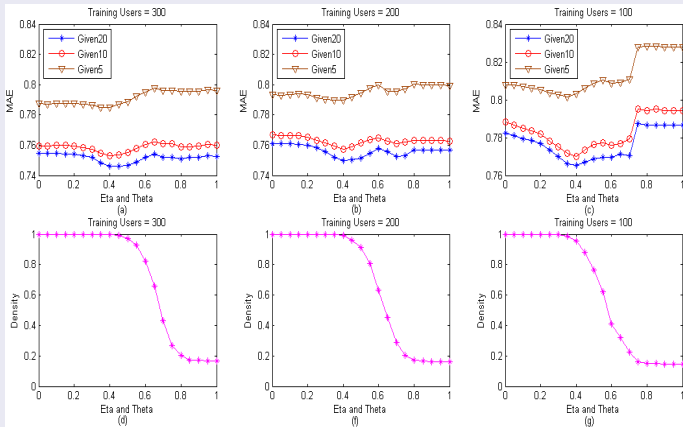 Training Users = 300
0.84
0.82
0.8
0.78
0.76
0.74
MAE
Given20
Given10
Given5
0 0.2 0.4 0.6 0.8 1
Eta and Theta
(a)
Training Users = 200
0.84
0.82
0.8
0.78
0.76
0.74
MAE
Given20
Given10
Given5
0 0.2 0.4 0.6 0.8 1
Eta and Theta
(b)
Training Users = 100
0.84
0.82
0.8
0.78
0.76
MAE
Given20
Given10
Given5
0 0.2 0.4 0.6 0.8 1
Eta and Theta
(c)
Training Users = 300
1
0.8
0.6
0.4
0.2
0
Density
0 0.2 0.4 0.6 0.8 1
Eta and Theta
(d)
Training Users = 200
1
0.8
0.6
0.4
0.2
0
Density
0 0.2 0.4 0.6 0.8 1
Eta and Theta
(f)
Training Users = 100
1
0.8
0.6
0.4
0.2
0
Density
0 0.2 0.4 0.6 0.8 1
Eta and Theta
(g)